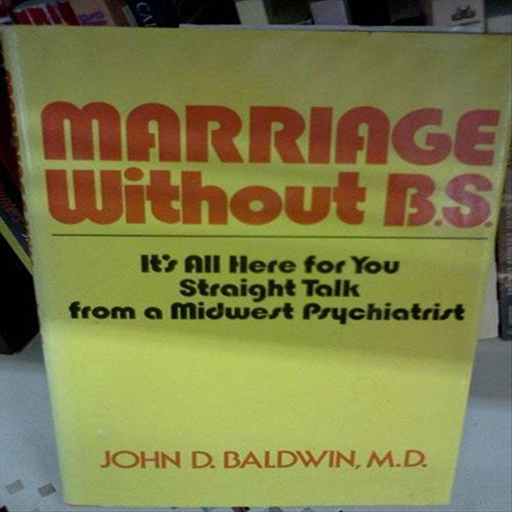 MARRIAGE
Without B.S.
It's All Here for You
Straight Talk
from a Midwest Psychiatrist
JOHN D. BALDWIN, M.D.